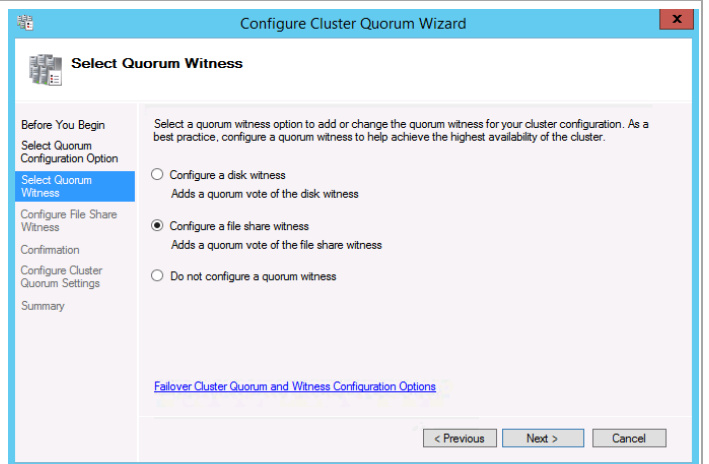 Configure Cluster Quorum Wizard
x
Select Quorum Witness
Before You Begin
Select Quorum
Configuration Option
Select Quorum
Witness
Configure File Share
Witness
Confirmation
Configure Cluster
Quorum Settings
Summary
Select a quorum witness option to add or change the quorum witness for your cluster configuration. As a
best practice, configure a quorum witness to help achieve the highest availability of the cluster.
Configure a disk witness
Adds a quorum vote of the disk witness
Configure a file share witness
Adds a quorum vote of the file share witness
Do not configure a quorum witness
Failover Cluster Quorum and Witness Configuration Options
< Previous
Next >
Cancel